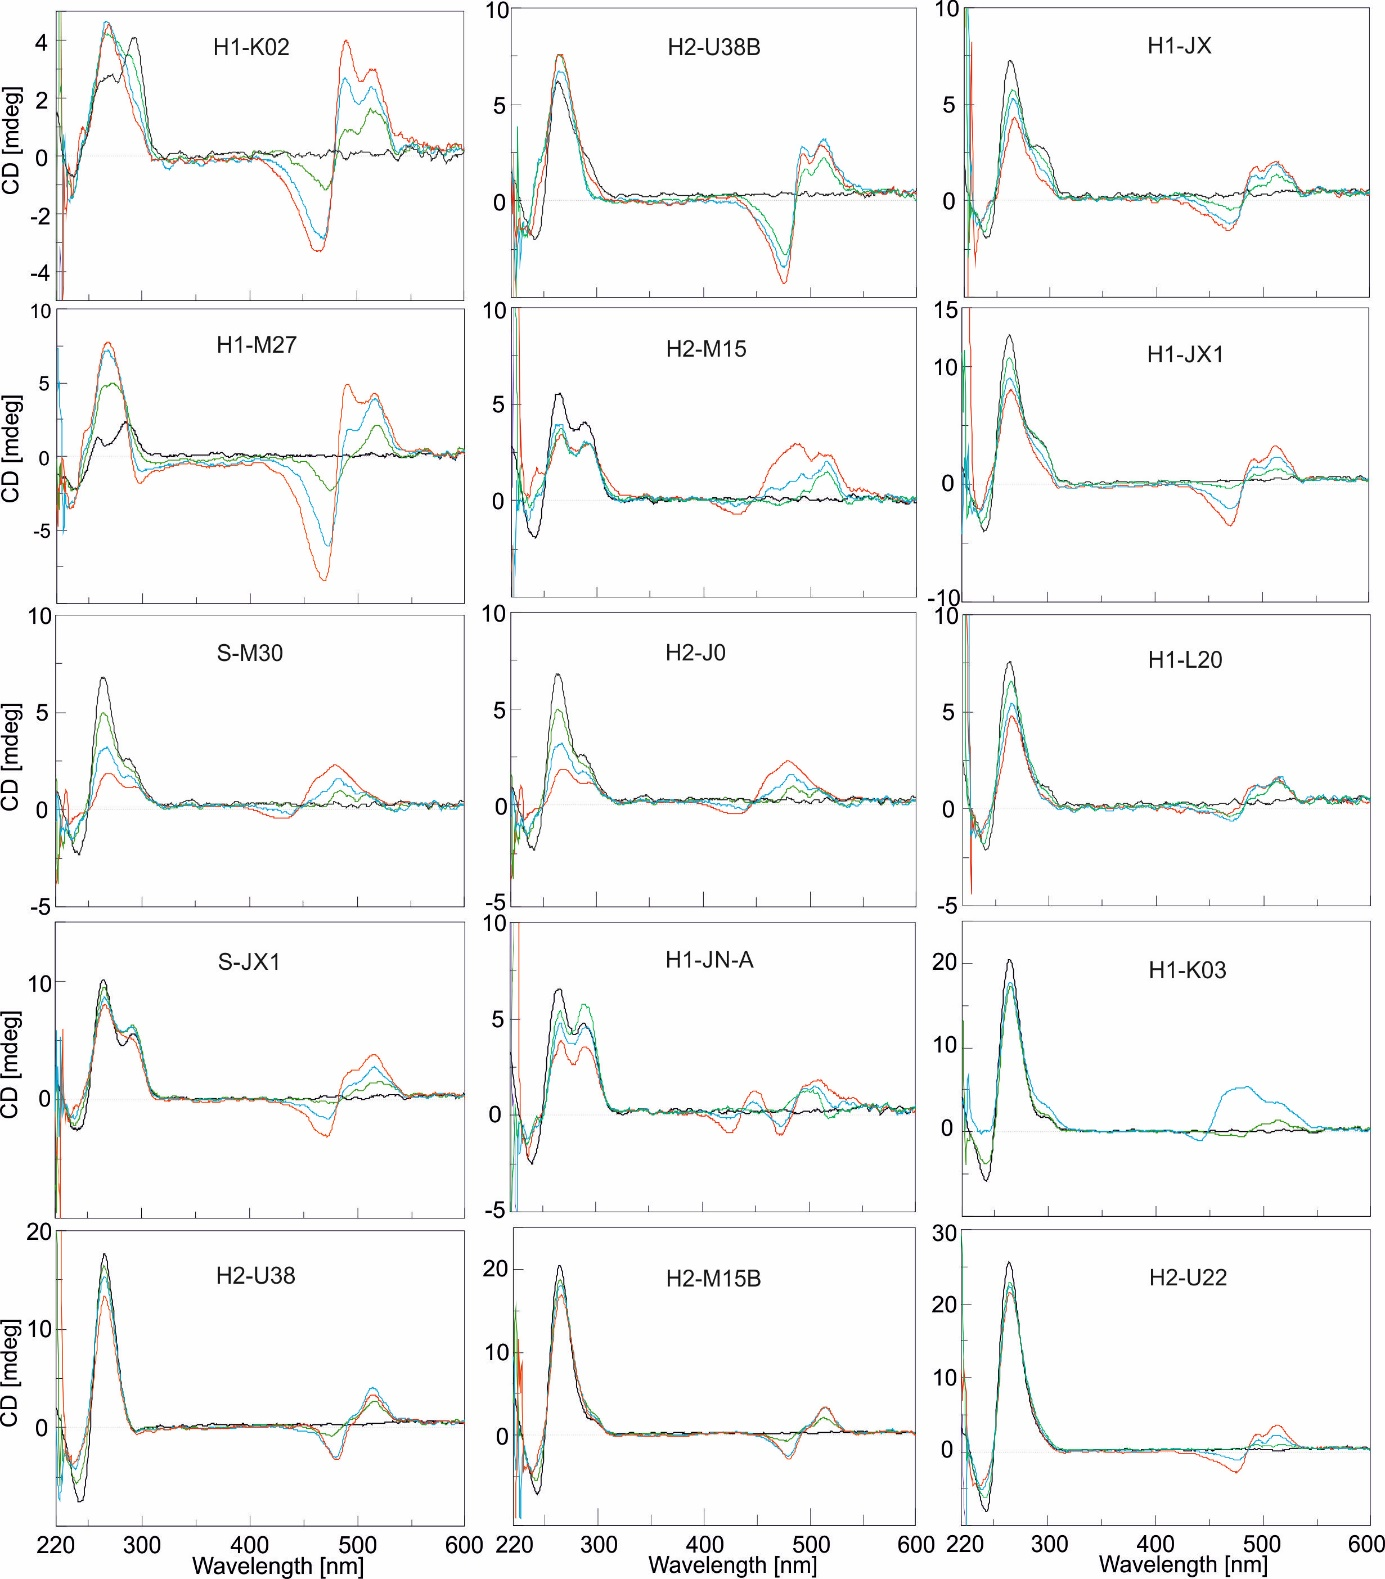 H1-K02
4
2
0
-2
-4
CD [mdeg]
H2-U38B
10
5
0
H1-JX
10
5
0
H1-M27
10
5
0
-5
CD [mdeg]
H2-M15
10
5
0
H1-JX1
15
10
0
-10
S-M30
10
5
0
-5
CD [mdeg]
H2-J0
10
5
0
-5
H1-L20
10
5
0
-5
S-JX1
10
0
CD [mdeg]
H1-JN-A
10
5
0
-5
H1-K03
20
10
0
H2-U38
20
10
0
CD [mdeg]
220 300 400 500 600
Wavelength [nm]
H2-M15B
20
10
0
220 300 400 500 600
Wavelength [nm]
H2-U22
30
20
10
0
220 300 400 500 600
Wavelength [nm]